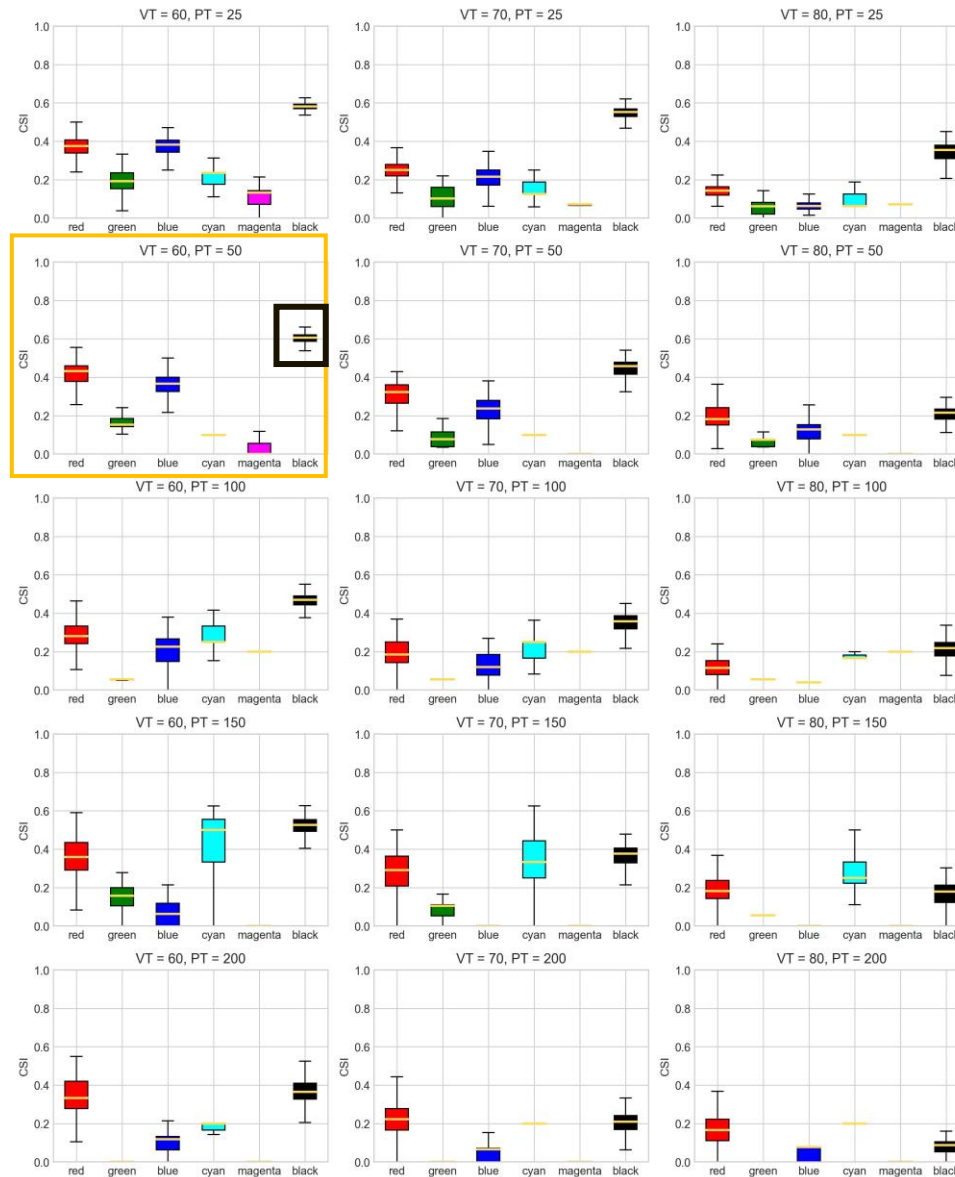 VT = 60, PT = 25 VT = 70, PT = 25 VT = 80, PT = 25
1.0 1.0 1.0
0.8 0.8 0.8
0.6 0.6 0.6
CSI CSI CSI
0.4 0.4 0.4
0.2 0.2 0.2
0.0 0.0 0.0
red green blue cyan magenta black red green blue cyan magenta black red green blue cyan magenta black
VT = 60, PT = 50 VT = 70, PT = 50 VT = 80, PT = 50
1.0 1.0 1.0
0.8 0.8 0.8
0.6 0.6 0.6
CSI CSI CSI
0.4 0.4 0.4
0.2 0.2 0.2
0.0 0.0 0.0
red green blue cyan magenta black red green blue cyan magenta black red green blue cyan magenta black
VT = 60, PT = 100 VT = 70, PT = 100 VT = 80, PT = 100
1.0 1.0 1.0
0.8 0.8 0.8
0.6 0.6 0.6
CSI CSI CSI
0.4 0.4 0.4
0.2 0.2 0.2
0.0 0.0 0.0
red green blue cyan magenta black red green blue cyan magenta black red green blue cyan magenta black
VT = 60, PT = 150 VT = 70, PT = 150 VT = 80, PT = 150
1.0 1.0 1.0
0.8 0.8 0.8
0.6 0.6 0.6
CSI CSI CSI
0.4 0.4 0.4
0.2 0.2 0.2
0.0 0.0 0.0
red green blue cyan magenta black red green blue cyan magenta black red green blue cyan magenta black
VT = 60, PT = 200 VT = 70, PT = 200 VT = 80, PT = 200
1.0 1.0 1.0
0.8 0.8 0.8
0.6 0.6 0.6
CSI CSI CSI
0.4 0.4 0.4
0.2 0.2 0.2
0.0 0.0 0.0
red green blue cyan magenta black red green blue cyan magenta black red green blue cyan magenta black